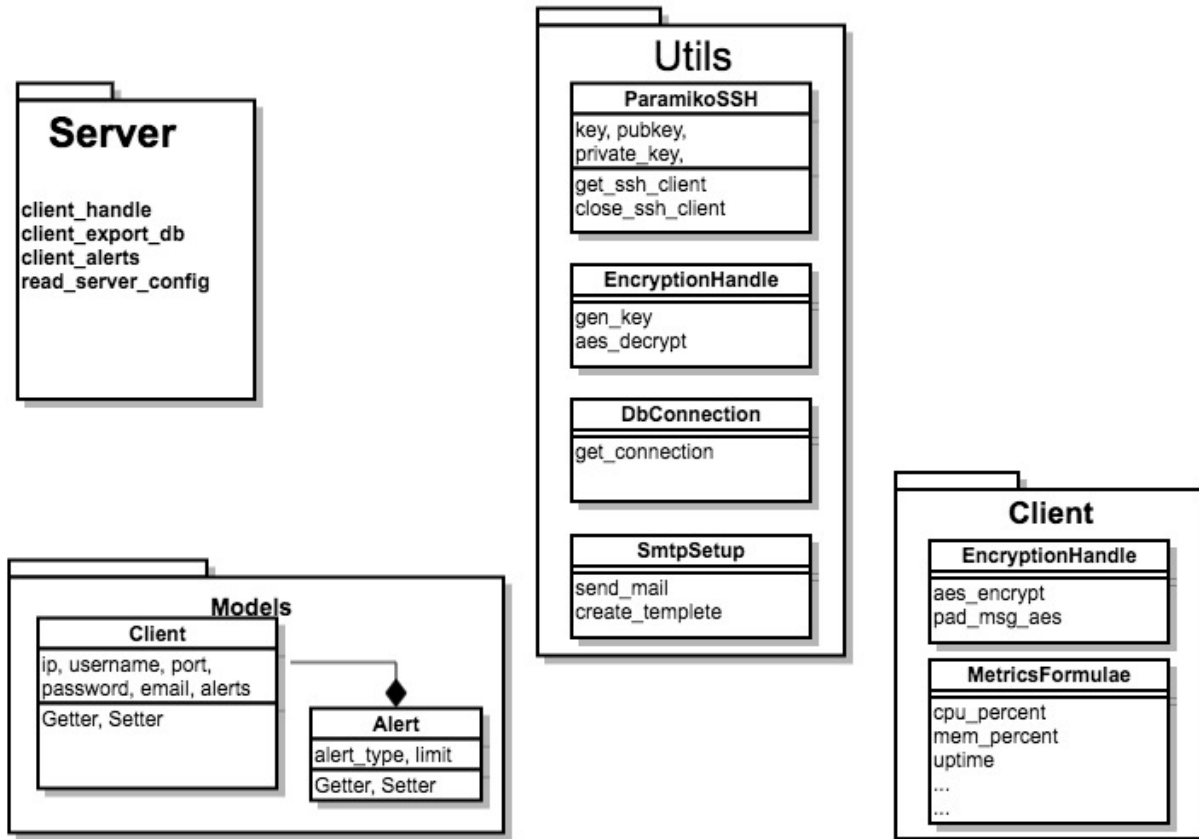 Server
client_handle
client_export_db
client_alerts
read_server_config
Utils
ParamikoSSH
key, pubkey,
private_key,
get_ssh_client
close_ssh_client
EncryptionHandle
gen_key
aes_decrypt
DbConnection
get_connection
SmtpSetup
send_mail
create_templete
Models
Client
ip, username, port,
password, email, alerts
Getter, Setter
Alert
alert_type, limit
Getter, Setter
Client
EncryptionHandle
aes_encrypt
pad_msg_aes
MetricsFormulae
cpu_percent
mem_percent
uptime
...
...